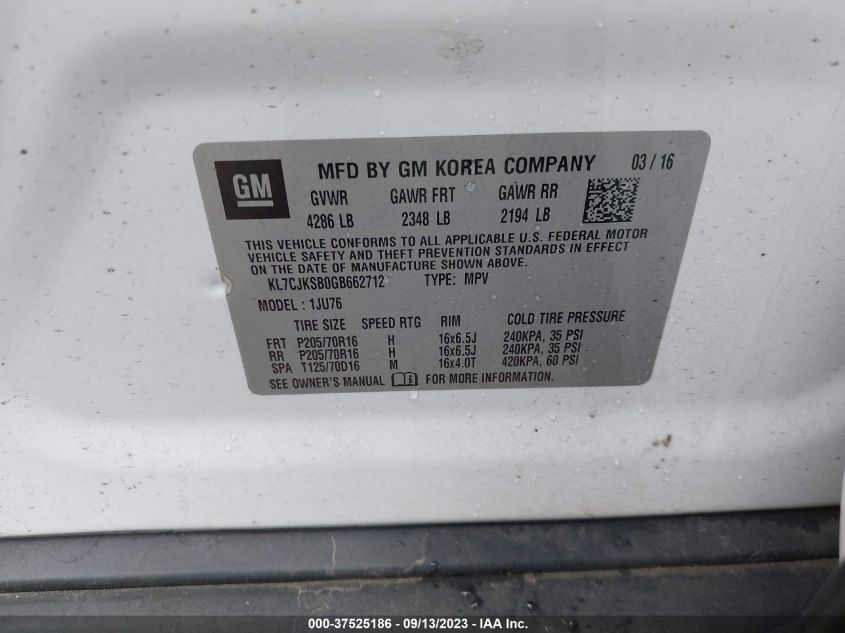 GM
MFD BY GM KOREA COMPANY 03 / 16
GVWR GAWR FRT GAWR RR
4286 LB 2348 LB 2194 LB
THIS VEHICLE CONFORMS TO ALL APPLICABLE U.S. FEDERAL MOTOR
VEHICLE SAFETY AND THEFT PREVENTION STANDARDS IN EFFECT
ON THE DATE OF MANUFACTURE SHOWN ABOVE.
KL7CJKSB0GB662712 TYPE: MPV
MODEL : 1JU76
TIRE SIZE SPEED RTG RIM COLD TIRE PRESSURE
FRT P205/70R16 H 16x6.5J 240KPA, 35 PSI
RR P205/70R16 H 16x6.5J 240KPA, 35 PSI
SPA T125/70D16 M 16x4.0T 420KPA, 60 PSI
SEE OWNER'S MANUAL FOR MORE INFORMATION.
000-37525186 - 09/13/2023 - IAA Inc.